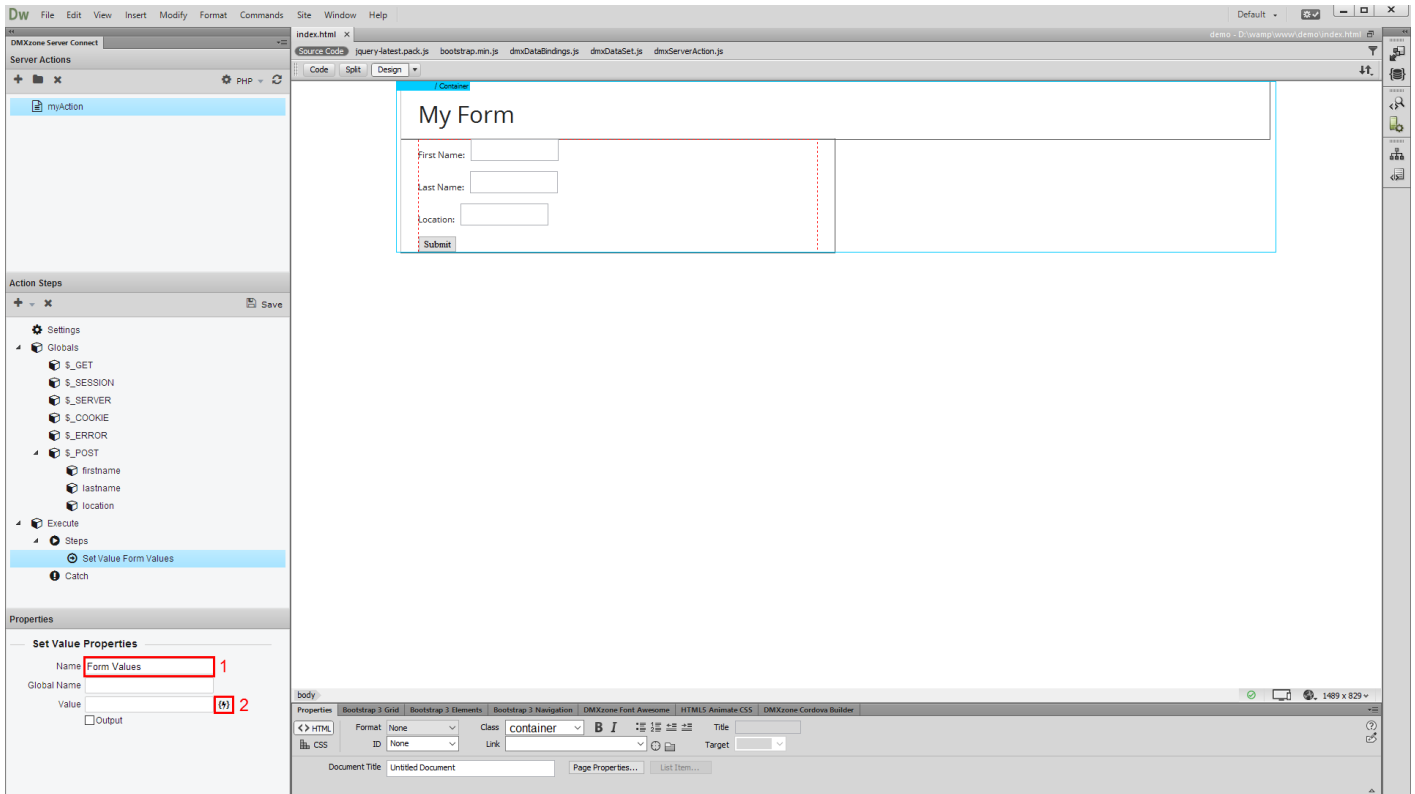 Dw File Edit View Insert Modify Format Commands Site Window Help Default
DMXzone Server Connect
Server Actions
PHP
myAction
Action Steps
Save
Settings
Globals
$_GET
$_SESSION
$_SERVER
$_COOKIE
$_ERROR
$_POST
firstname
lastname
location
Execute
Steps
Set Value Form Values
Catch
Properties
Set Value Properties
Name Form Values 1
Global Name
Value 2
Output
index.html x demo - D:\wamp\www\demo\index.html
Source Code jquery-latest.pack.js bootstrap.min.js dmxDataBindings.js dmxDataSet.js dmxServerAction.js
Code Split Design
/ Container
My Form
First Name:
Last Name:
Location:
Submit
body 1489 x 829
Properties Bootstrap 3 Grid Bootstrap 3 Elements Bootstrap 3 Navigation DMXzone Font Awesome HTML5 Animate CSS DMXzone Cordova Builder
<> HTML Format None Class container B I Title
CSS ID None Link Target
Document Title Untitled Document Page Properties... List Item...